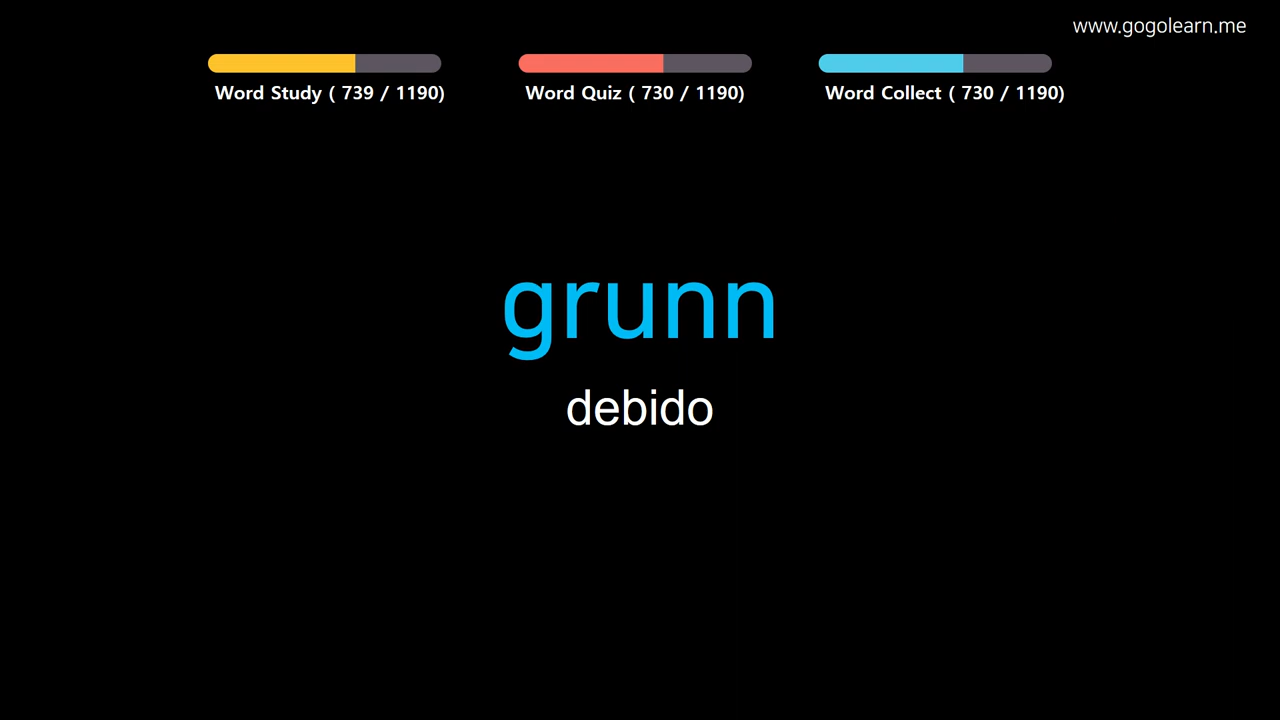 www.gogolearn.me
Word Study ( 739 / 1190)
Word Quiz ( 730 / 1190)
Word Collect ( 730 / 1190)
grunn
debido